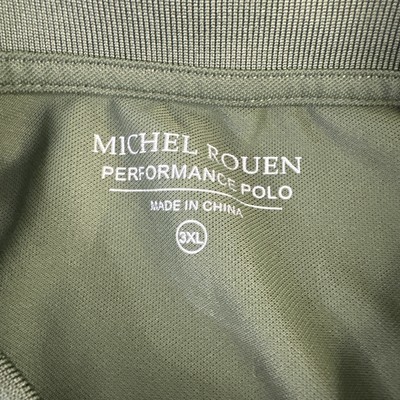 MICHEL ROUEN
PERFORMANCE POLO
MADE IN CHINA
3XL